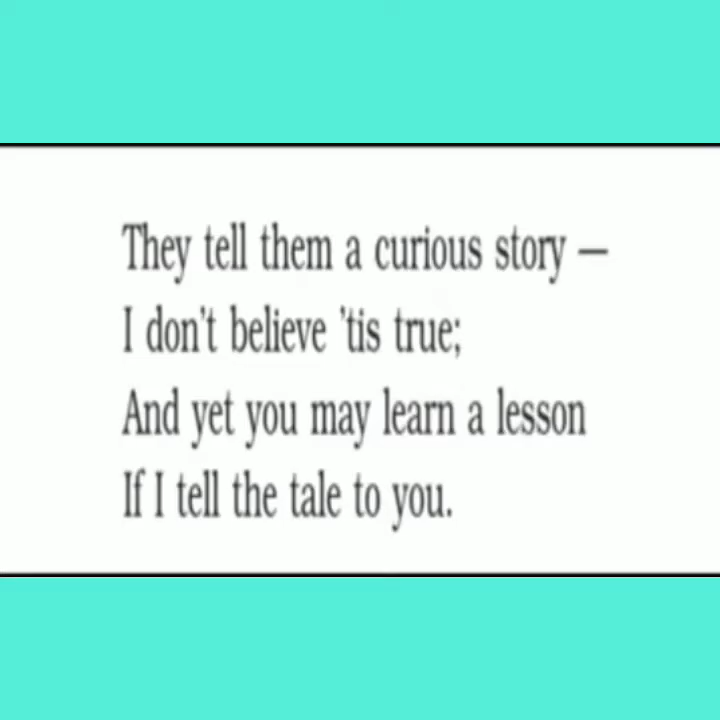 They tell them a curious story —
I don't believe 'tis true;
And yet you may learn a lesson
If I tell the tale to you.